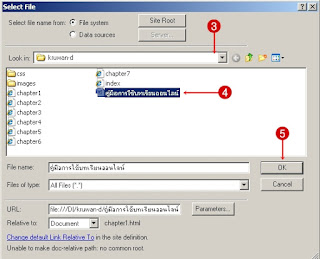 Select File
Select file name from: File system Site Root
Data sources Server...
3
Look in: kruwan-d
css chapter7
images index
chapter1 คู่มือการใช้บทเรียนออนไลน์
4
chapter2
chapter3
chapter4
chapter5
chapter6
5
File name: คู่มือการใช้บทเรียนออนไลน์ OK
Files of type: All Files (*.*) Cancel
URL: file:///D|/kruwan-d/คู่มือการใช้บทเรียนออนไลน์ Parameters...
Relative to: Document chapter1.html
Change default Link Relative To in the site definition.
Unable to make doc-relative path: no common root.